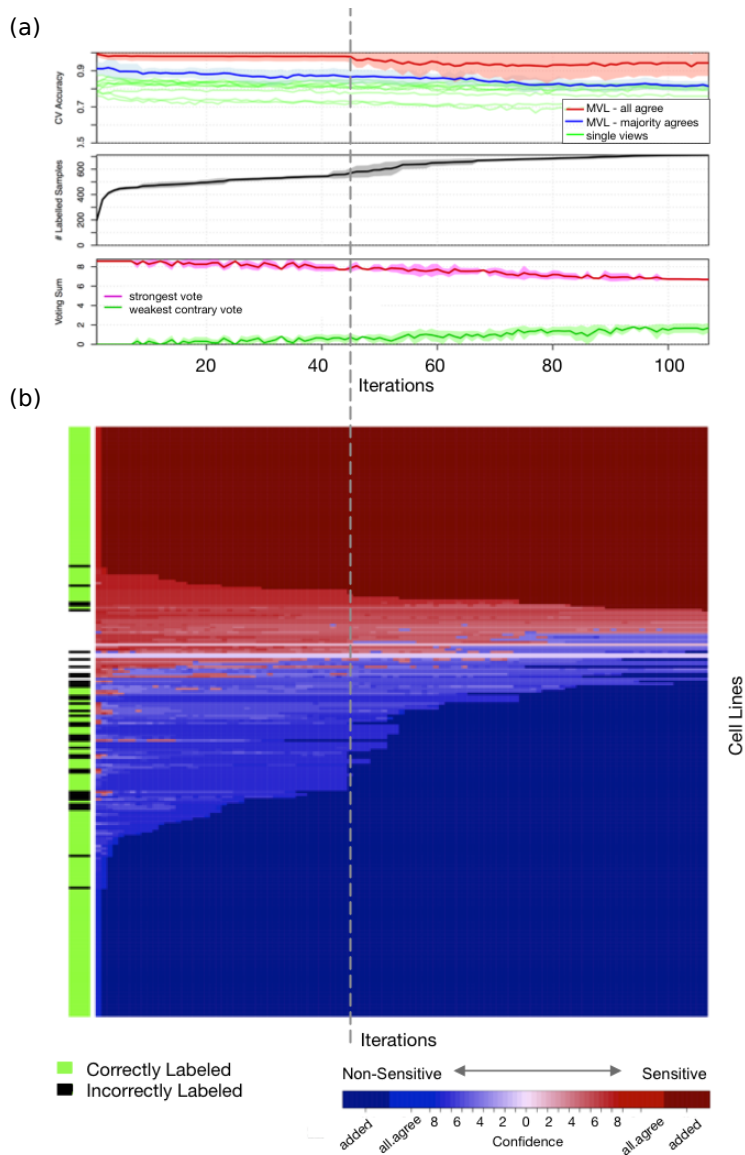 (a)
CV Accuracy
0.9
0.7
0.5
MVL - all agree
MVL - majority agrees
single views
# Labelled Samples
600
400
200
0
Voting Sum
8
6
4
2
0
strongest vote
weakest contrary vote
20 40 60 80 100
Iterations
(b)
Cell Lines
Iterations
Correctly Labeled
Incorrectly Labeled
Non-Sensitive Sensitive
added all.agree 8 6 4 2 0 2 4 6 8 all.agree added
Confidence